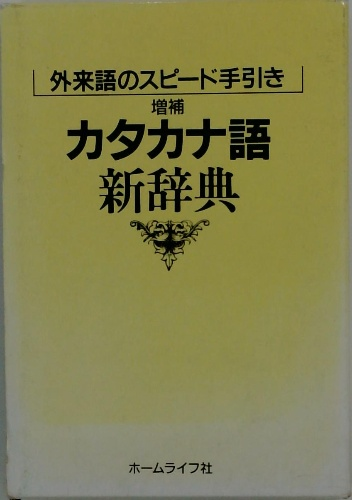 外来語のスピード手引き
増補
カタカナ語
新辞典
ホームライフ社